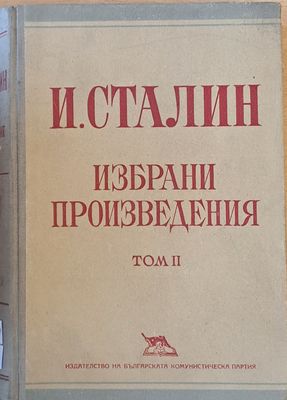 И. СТАЛИН
ИЗБРАНИ
ПРОИЗВЕДЕНИЯ
ТОМ II
ИЗДАТЕЛСТВО НА БЪЛГАРСКАТА КОМУНИСТИЧЕСКА ПАРТИЯ